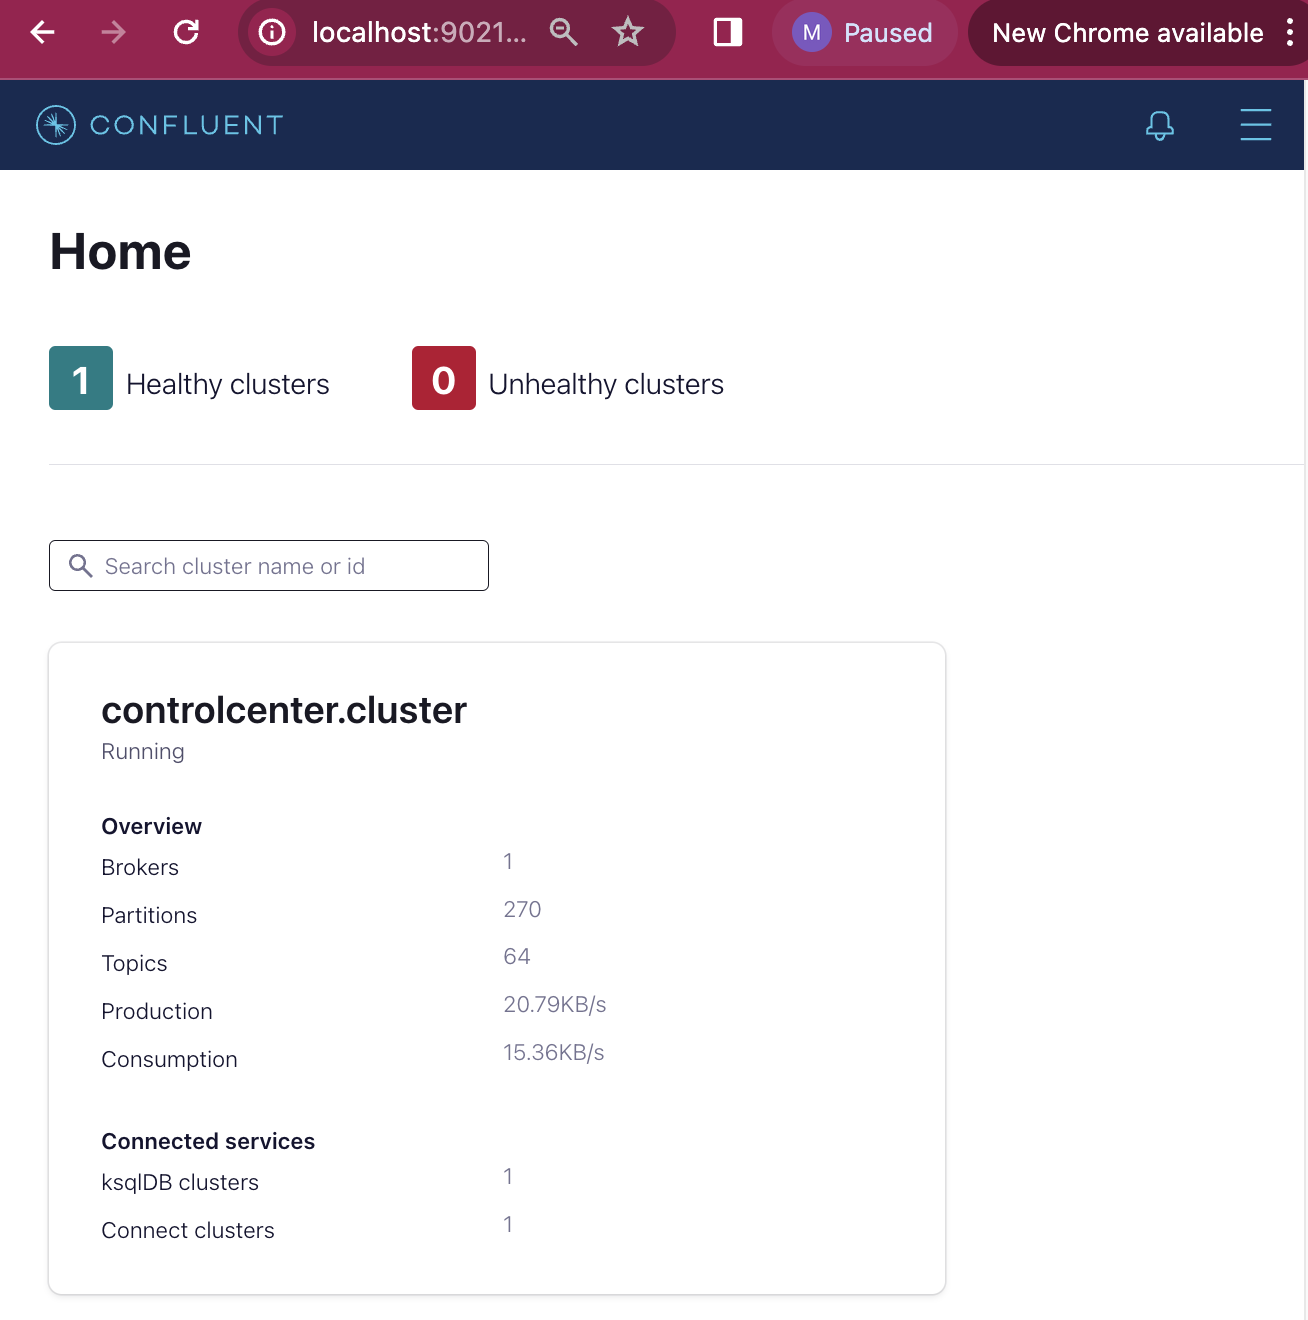 localhost:9021...
M Paused
New Chrome available
CONFLUENT
Home
1 Healthy clusters
0 Unhealthy clusters
Search cluster name or id
controlcenter.cluster
Running
Overview
Brokers 1
Partitions 270
Topics 64
Production 20.79KB/s
Consumption 15.36KB/s
Connected services
ksqlDB clusters 1
Connect clusters 1